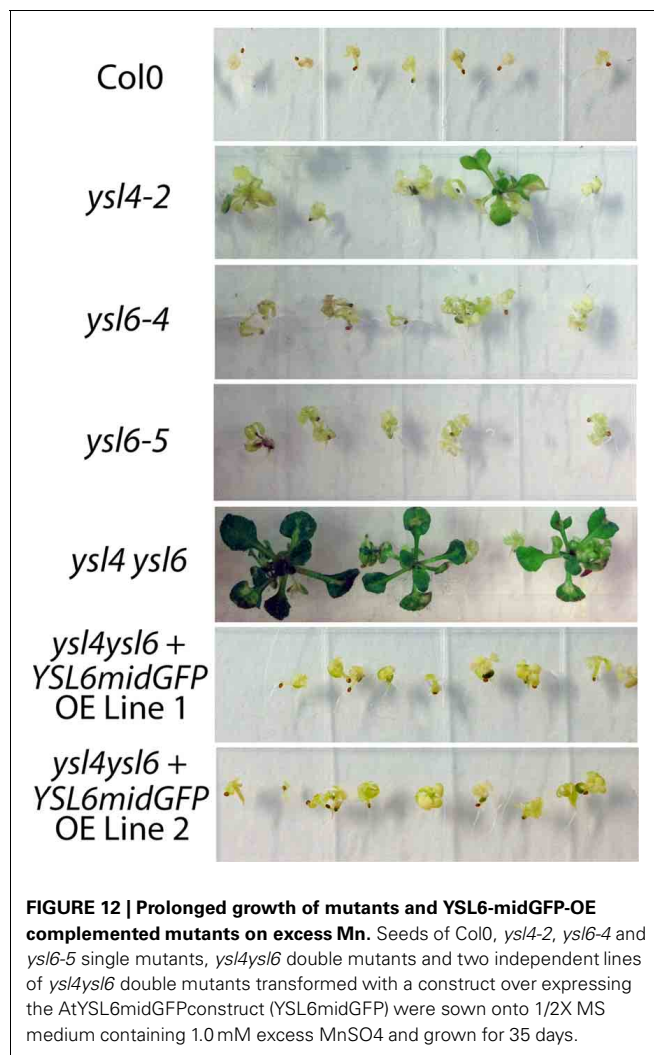 Col0
ysl4-2
ysl6-4
ysl6-5
ysl4 ysl6
ysl4ysl6 +
YSL6midGFP
OE Line 1
ysl4ysl6 +
YSL6midGFP
OE Line 2
FIGURE 12 | Prolonged growth of mutants and YSL6-midGFP-OE
complemented mutants on excess Mn. Seeds of Col0, ysl4-2, ysl6-4 and
ysl6-5 single mutants, ysl4ysl6 double mutants and two independent lines
of ysl4ysl6 double mutants transformed with a construct over expressing
the AtYSL6midGFPconstruct (YSL6midGFP) were sown onto 1/2X MS
medium containing 1.0 mM excess MnSO4 and grown for 35 days.